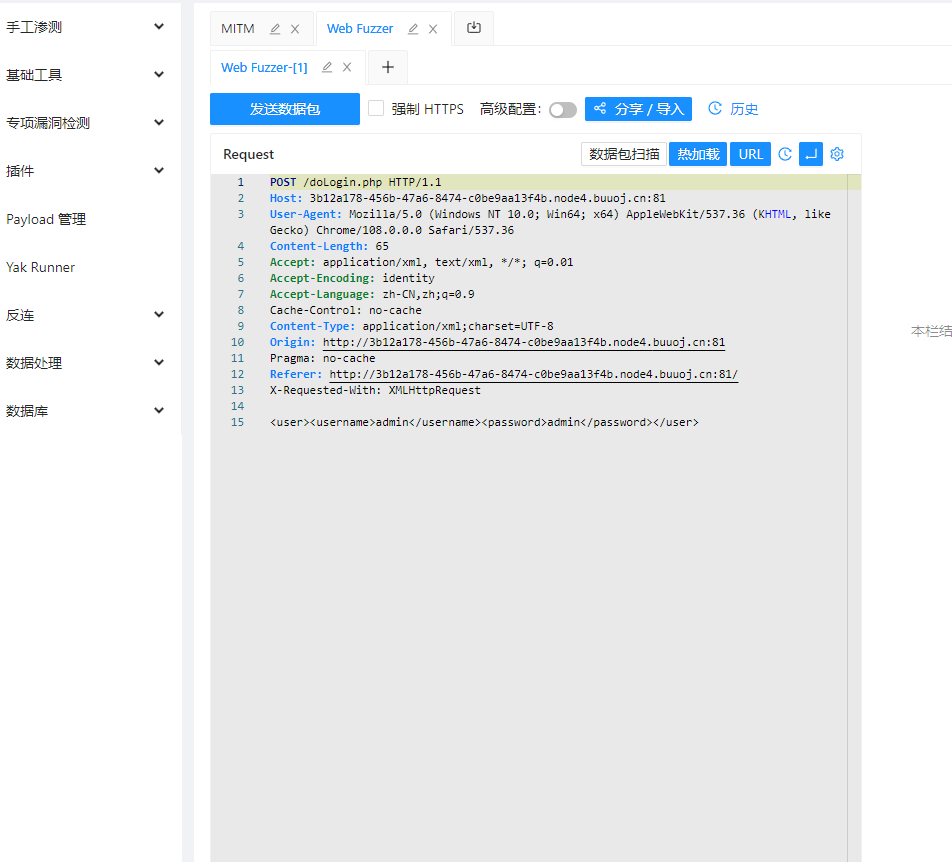 手工渗测
基础工具
专项漏洞检测
插件
Payload 管理
Yak Runner
反连
数据处理
数据库
MITM
Web Fuzzer
Web Fuzzer-[1]
发送数据包
强制 HTTPS
高级配置:
分享 / 导入
历史
Request
数据包扫描
热加载
URL
1 POST /doLogin.php HTTP/1.1
2 Host: 3b12a178-456b-47a6-8474-c0be9aa13f4b.node4.buuoj.cn:81
3 User-Agent: Mozilla/5.0 (Windows NT 10.0; Win64; x64) AppleWebKit/537.36 (KHTML, like
Gecko) Chrome/108.0.0.0 Safari/537.36
4 Content-Length: 65
5 Accept: application/xml, text/xml, */*; q=0.01
6 Accept-Encoding: identity
7 Accept-Language: zh-CN,zh;q=0.9
8 Cache-Control: no-cache
9 Content-Type: application/xml;charset=UTF-8
10 Origin: http://3b12a178-456b-47a6-8474-c0be9aa13f4b.node4.buuoj.cn:81
11 Pragma: no-cache
12 Referer: http://3b12a178-456b-47a6-8474-c0be9aa13f4b.node4.buuoj.cn:81/
13 X-Requested-With: XMLHttpRequest
14
15 <user><username>admin</username><password>admin</password></user>
本栏结